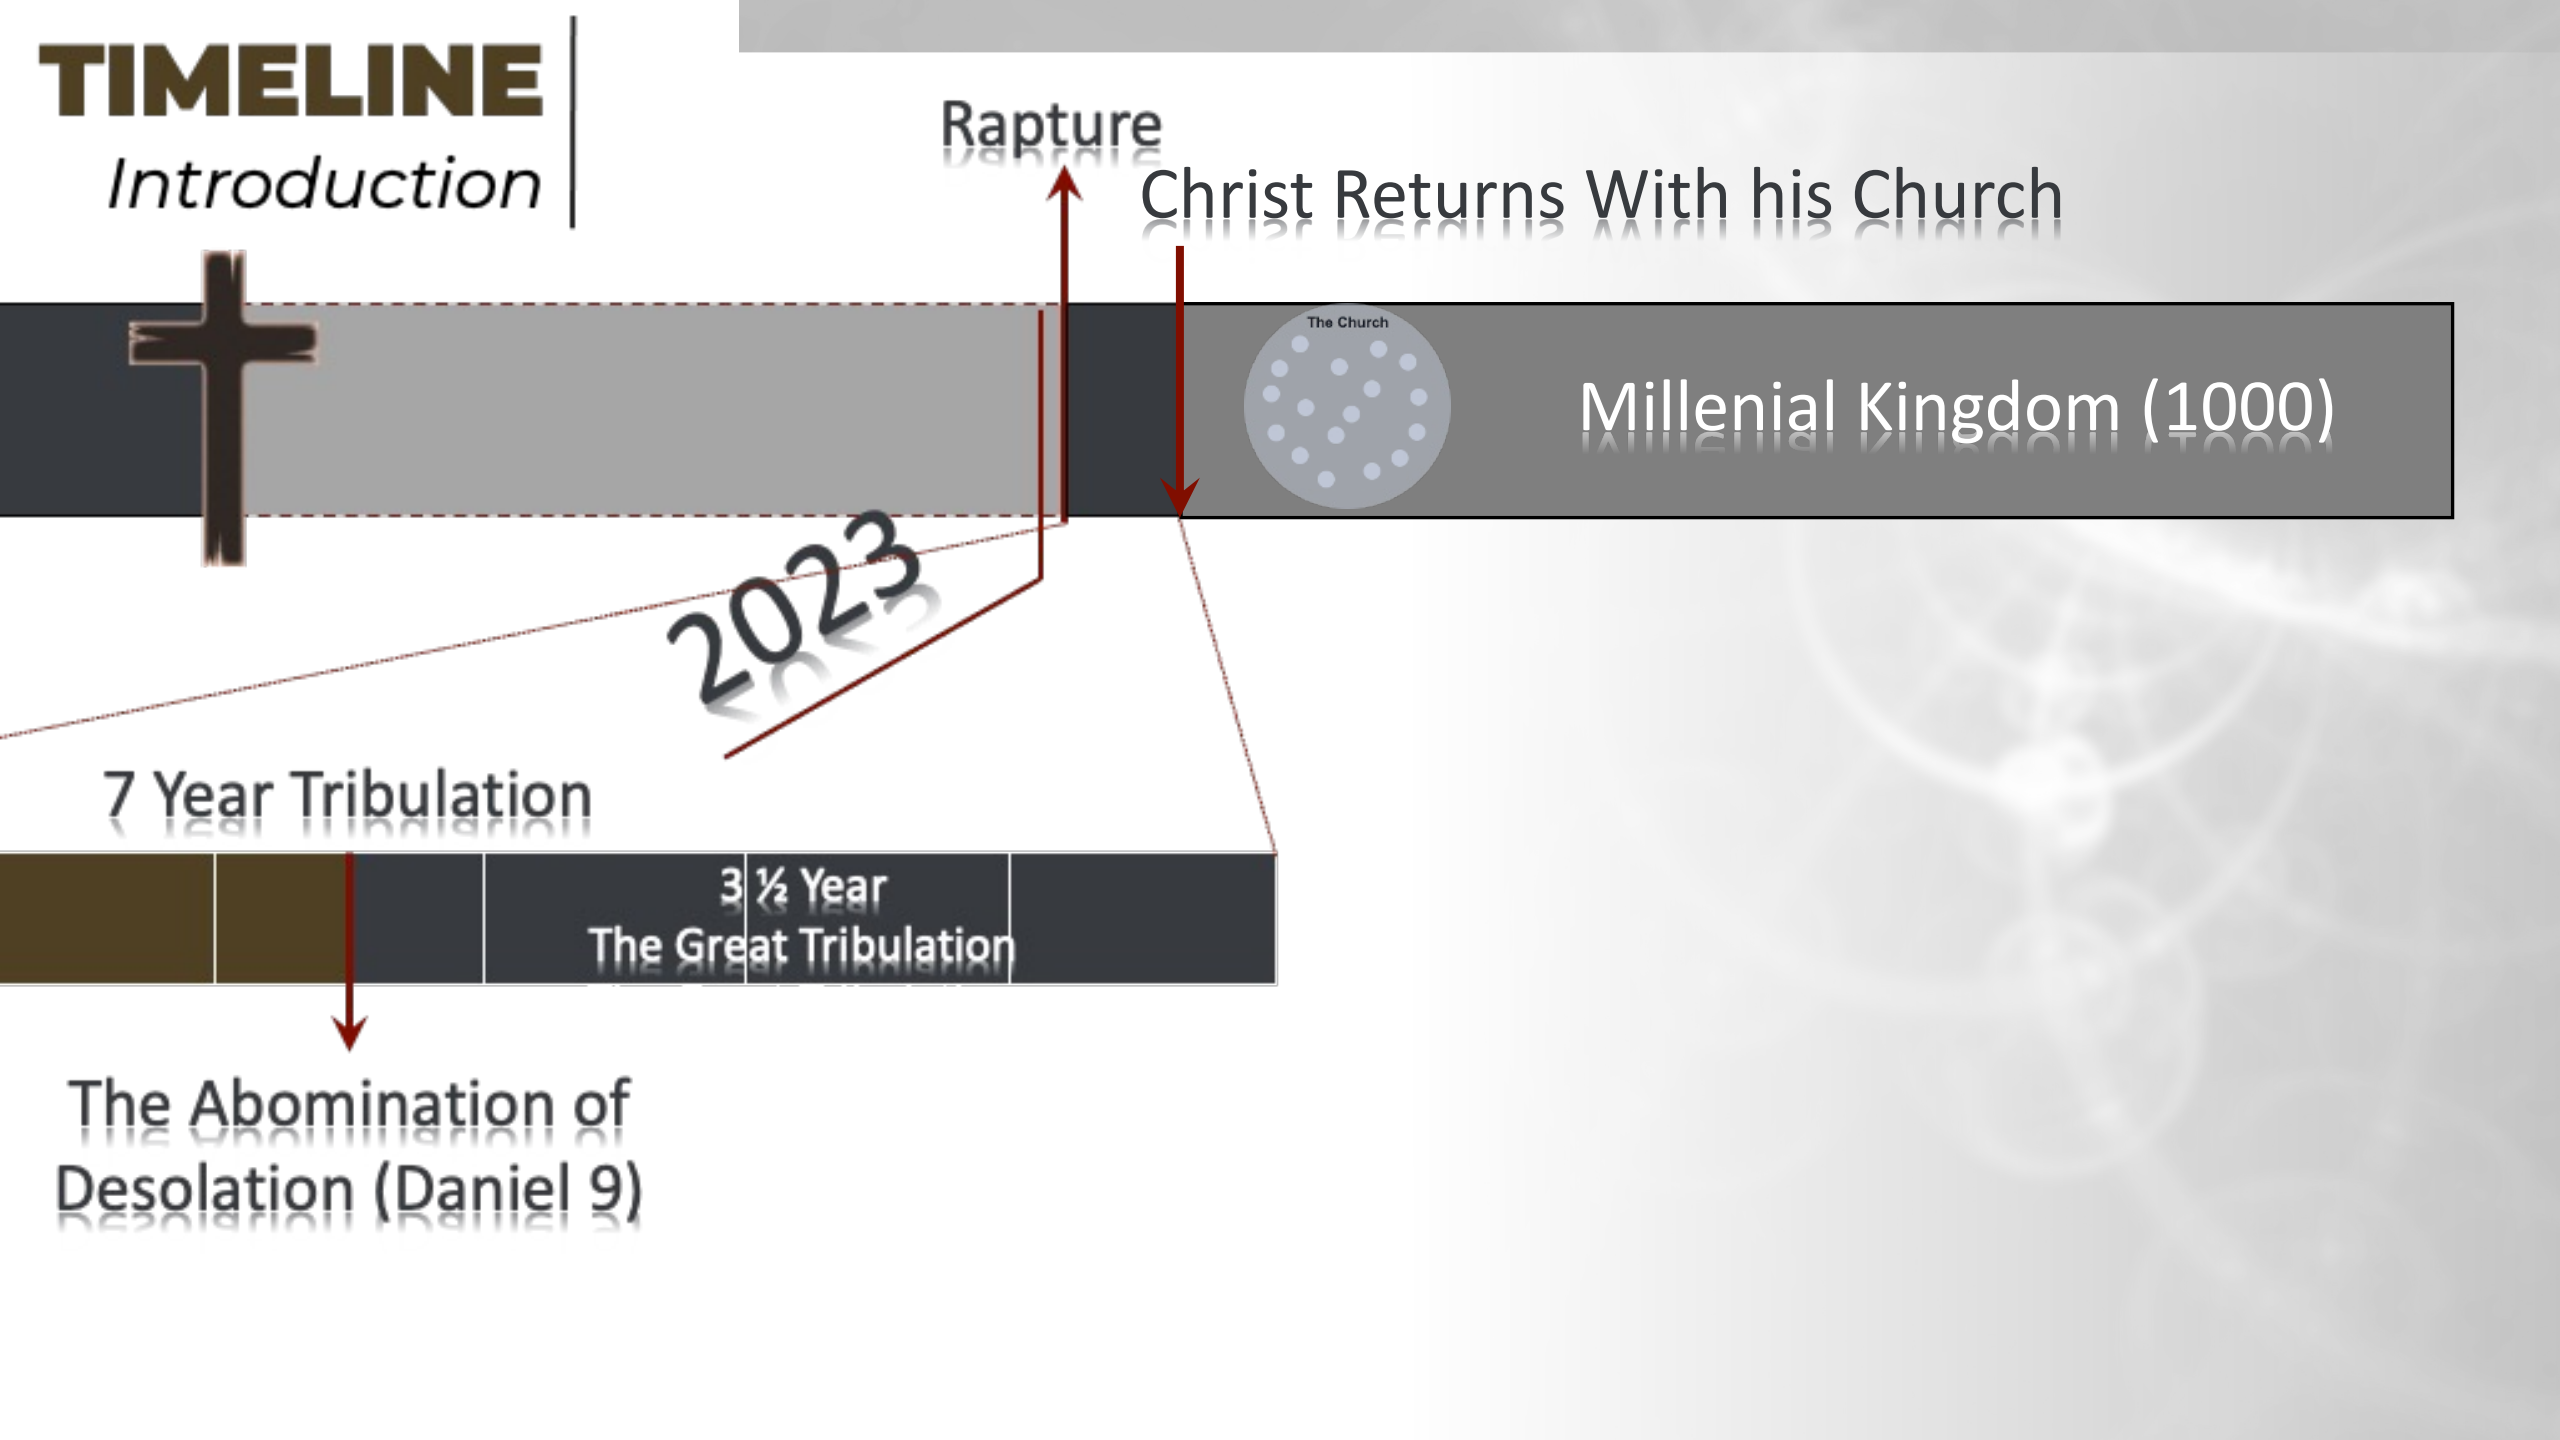 TIMELINE
Introduction
Rapture
Christ Returns With his Church
The Church
Millenial Kingdom (1000)
2023
7 Year Tribulation
3 ½ Year
The Great Tribulation
The Abomination of
Desolation (Daniel 9)